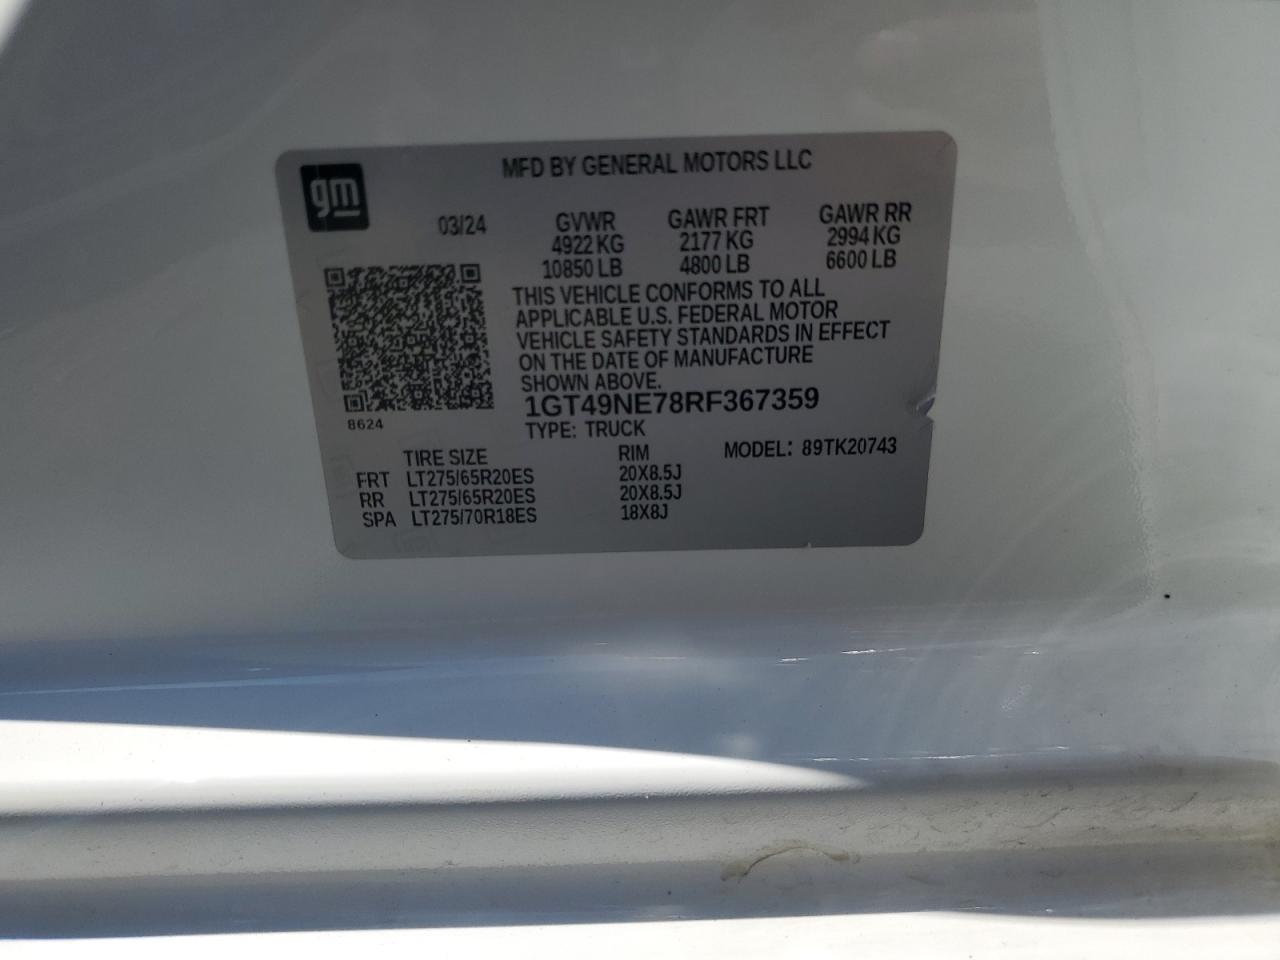 gm
MFD BY GENERAL MOTORS LLC
03/24 GVWR GAWR FRT GAWR RR
4922 KG 2177 KG 2994 KG
10850 LB 4800 LB 6600 LB
THIS VEHICLE CONFORMS TO ALL
APPLICABLE U.S. FEDERAL MOTOR
VEHICLE SAFETY STANDARDS IN EFFECT
ON THE DATE OF MANUFACTURE
SHOWN ABOVE.
1GT49NE78RF367359
8624
TYPE: TRUCK
MODEL: 89TK20743
TIRE SIZE RIM
FRT LT275/65R20ES 20X8.5J
RR LT275/65R20ES 20X8.5J
SPA LT275/70R18ES 18X8J